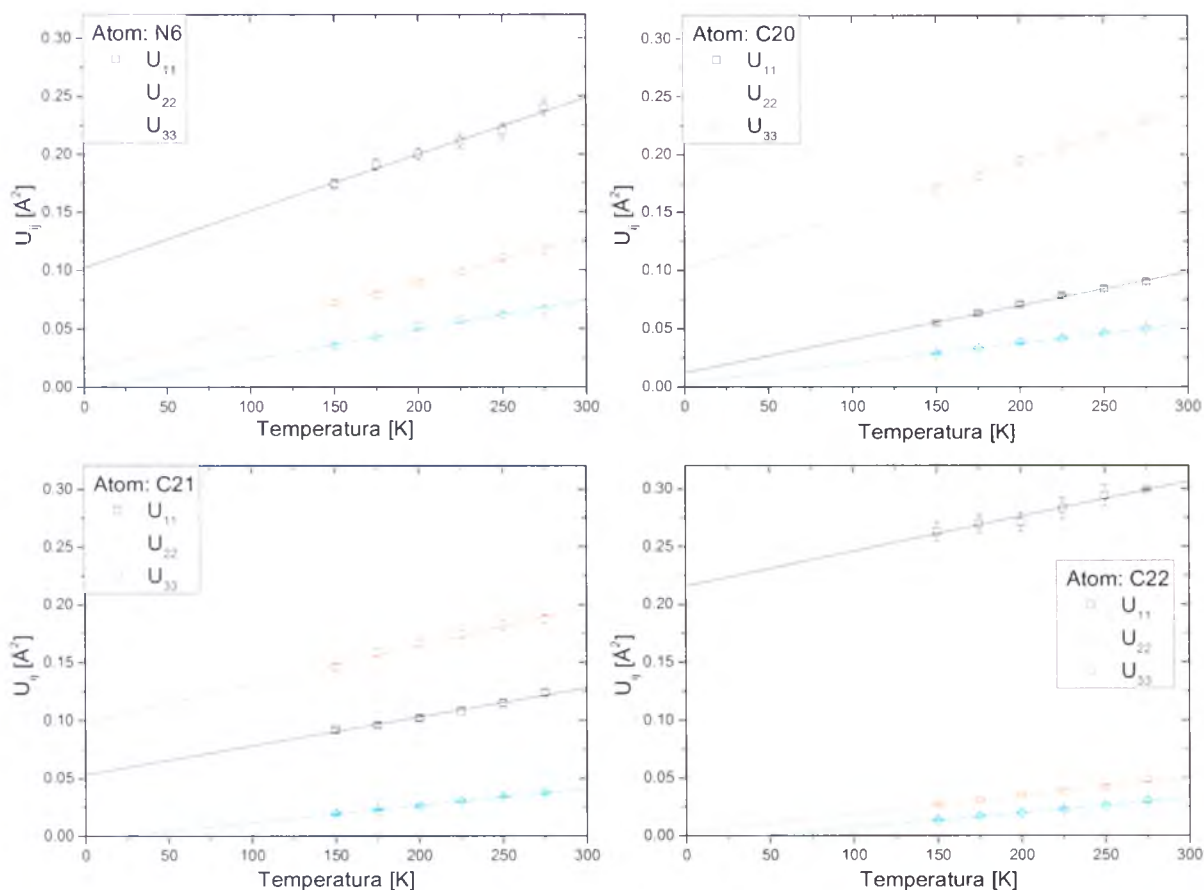 Atom: N6
U11
U22
U33
0.30
0.25
0.20
0.15
0.10
0.05
0.00
Uij [Å²]
0 50 100 150 200 250 300
Temperatura [K]
Atom: C20
U11
U22
U33
0.30
0.25
0.20
0.15
0.10
0.05
0.00
Uij [Å²]
0 50 100 150 200 250 300
Temperatura [K]
Atom: C21
U11
U22
U33
0.30
0.25
0.20
0.15
0.10
0.05
0.00
Uij [Å²]
0 50 100 150 200 250 300
Temperatura [K]
Atom: C22
U11
U22
U33
0.30
0.25
0.20
0.15
0.10
0.05
0.00
Uij [Å²]
0 50 100 150 200 250 300
Temperatura [K]